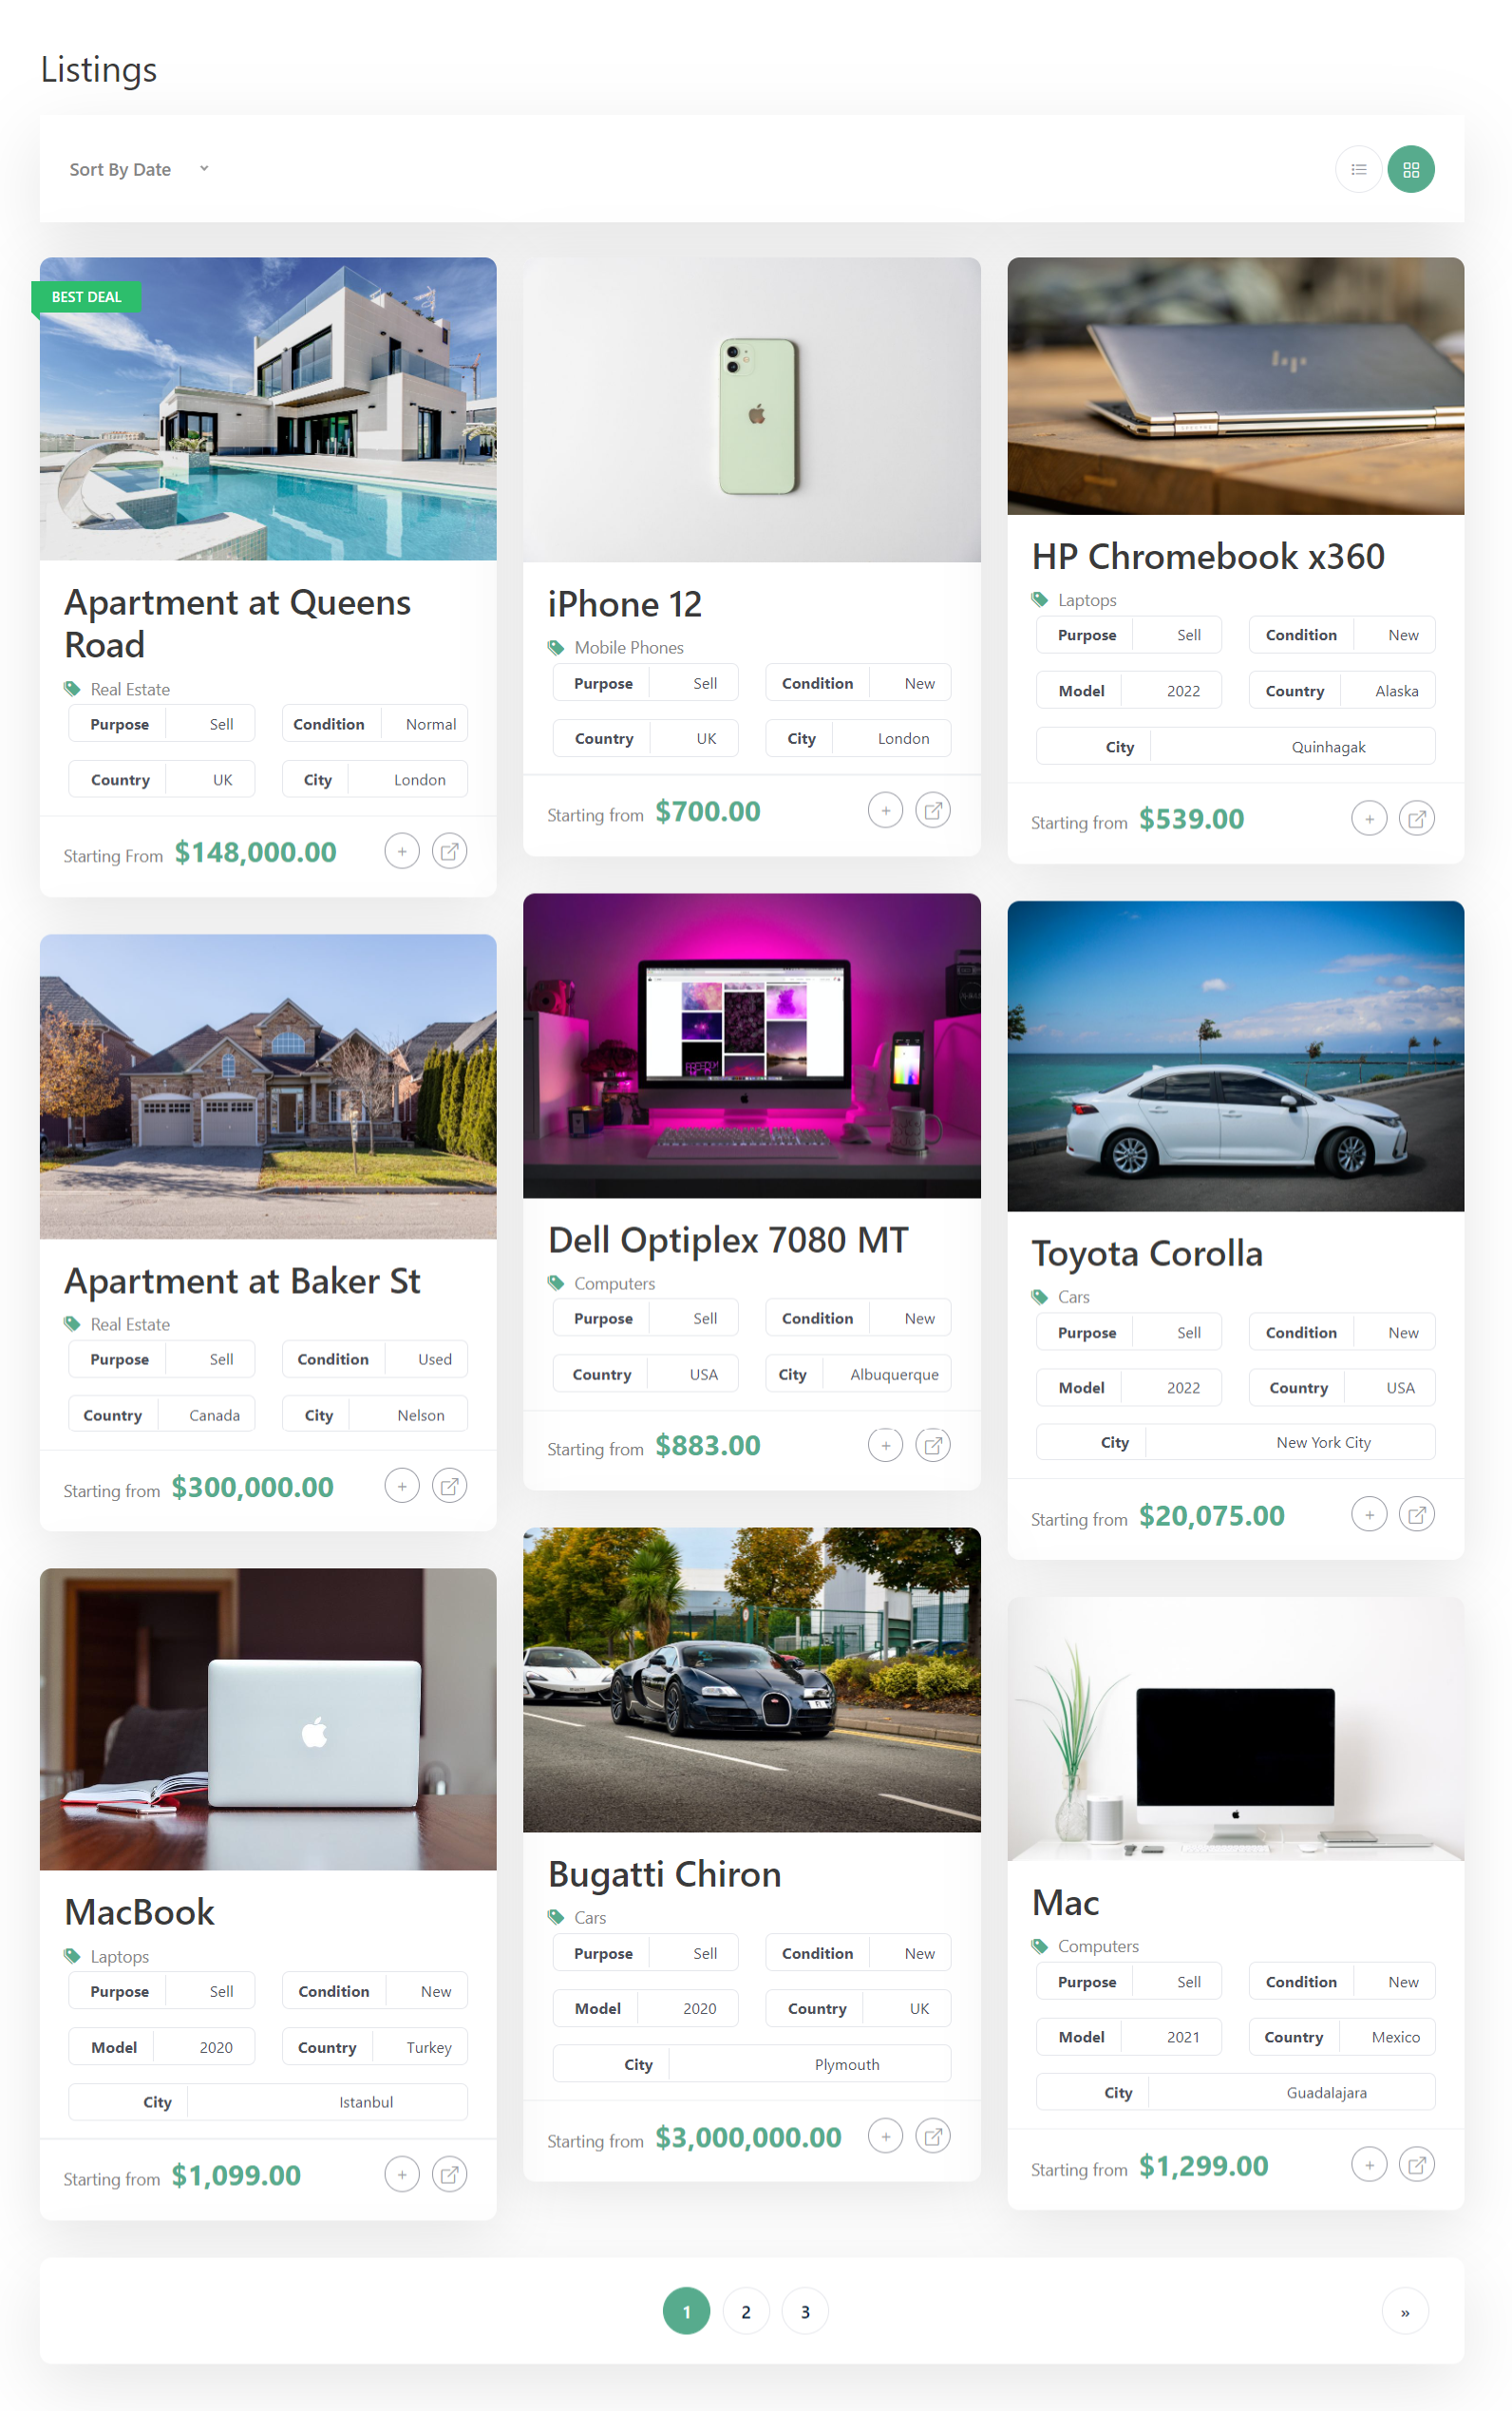 Listings
Sort By Date
BEST DEAL
Apartment at Queens
Road
Real Estate
Purpose Sell Condition Normal
Country UK City London
Starting From $148,000.00 +
iPhone 12
Mobile Phones
Purpose Sell Condition New
Country UK City London
Starting from $700.00 +
hp
HP Chromebook x360
Laptops
Purpose Sell Condition New
Model 2022 Country Alaska
City Quinhagak
Starting from $539.00 +
Apartment at Baker St
Real Estate
Purpose Sell Condition Used
Country Canada City Nelson
Starting from $300,000.00 +
Dell Optiplex 7080 MT
Computers
Purpose Sell Condition New
Country USA City Albuquerque
Starting from $883.00 +
Toyota Corolla
Cars
Purpose Sell Condition New
Model 2022 Country USA
City New York City
Starting from $20,075.00 +
MacBook
Laptops
Purpose Sell Condition New
Model 2020 Country Turkey
City Istanbul
Starting from $1,099.00 +
Bugatti Chiron
Cars
Purpose Sell Condition New
Model 2020 Country UK
City Plymouth
Starting from $3,000,000.00 +
Mac
Computers
Purpose Sell Condition New
Model 2021 Country Mexico
City Guadalajara
Starting from $1,299.00 +
1 2 3 »